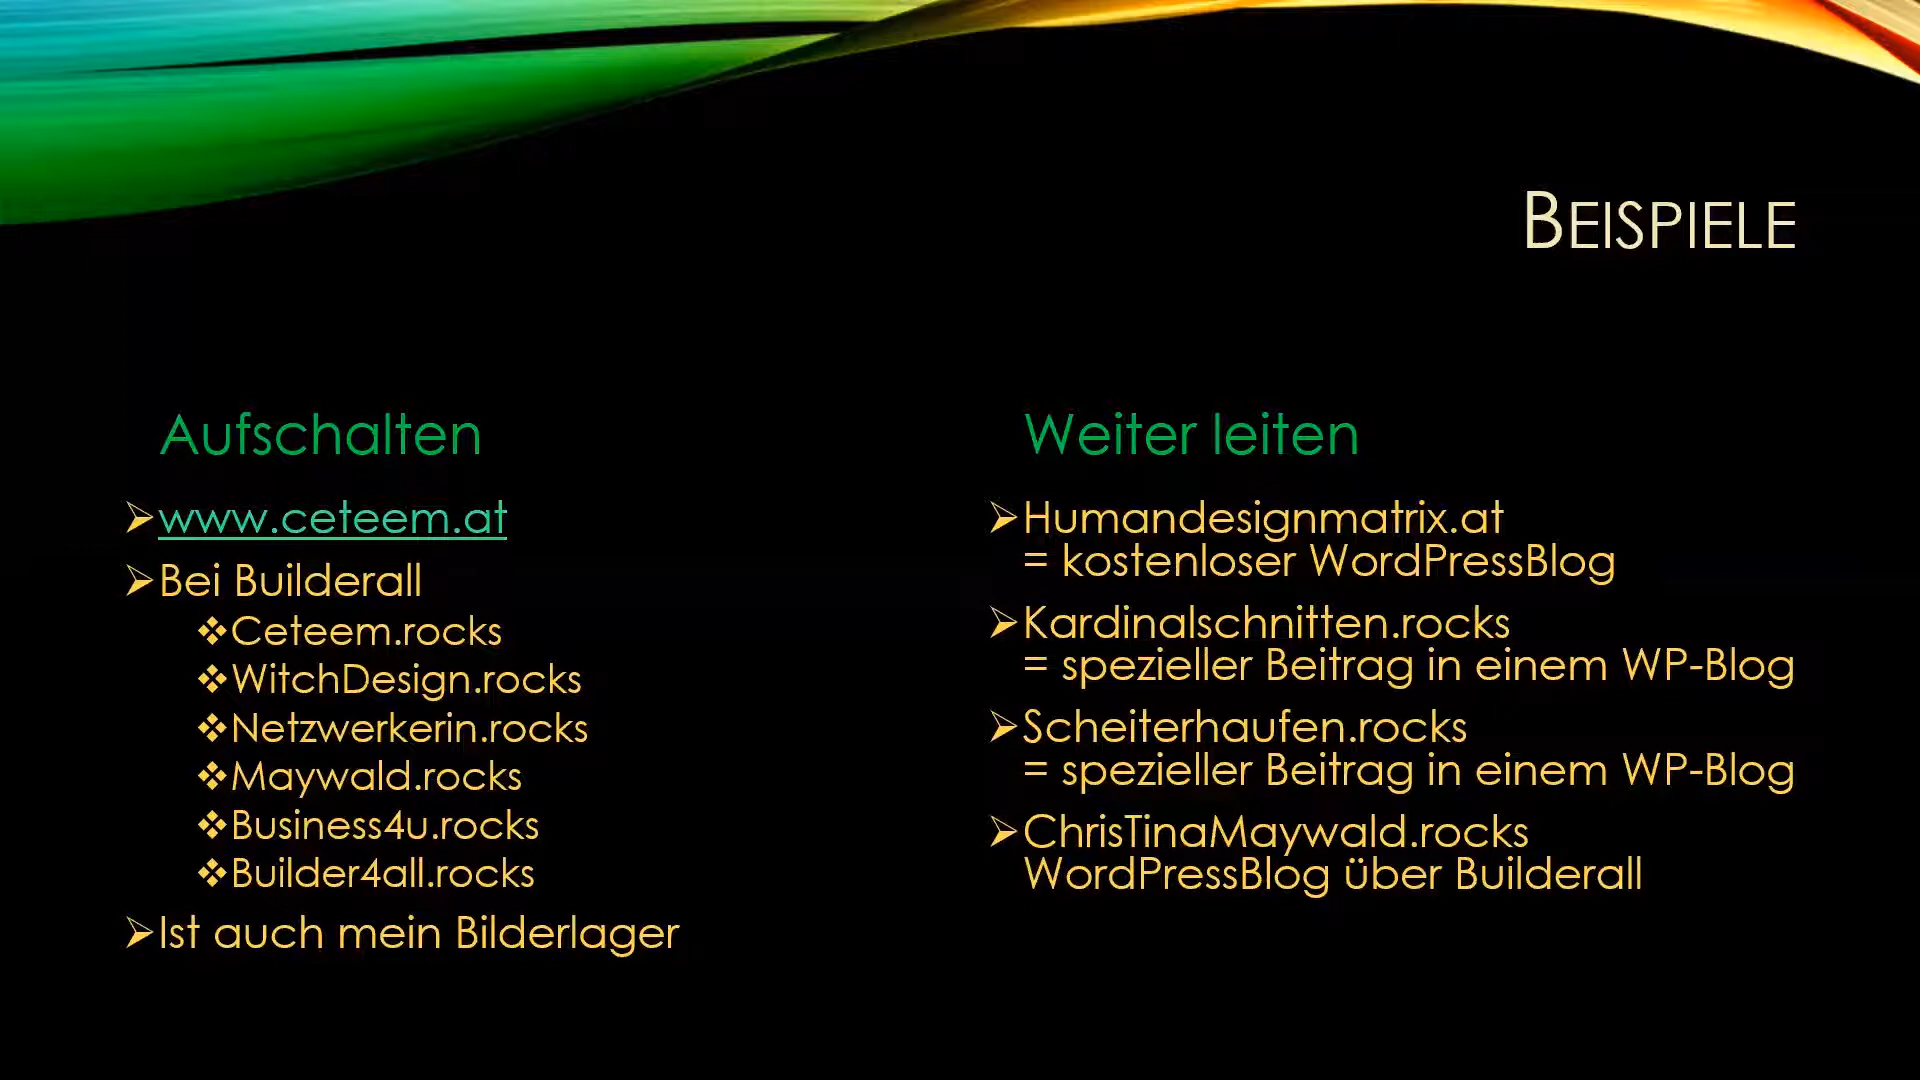 BEISPIELE
Aufschalten
www.ceteem.at
Bei Builderall
Ceteem.rocks
WitchDesign.rocks
Netzwerkerin.rocks
Maywald.rocks
Business4u.rocks
Builder4all.rocks
Ist auch mein Bilderlager
Weiter leiten
Humandesignmatrix.at
= kostenloser WordPressBlog
Kardinalschnitten.rocks
= spezieller Beitrag in einem WP-Blog
Scheiterhaufen.rocks
= spezieller Beitrag in einem WP-Blog
ChrisTinaMaywald.rocks
WordPressBlog über Builderall